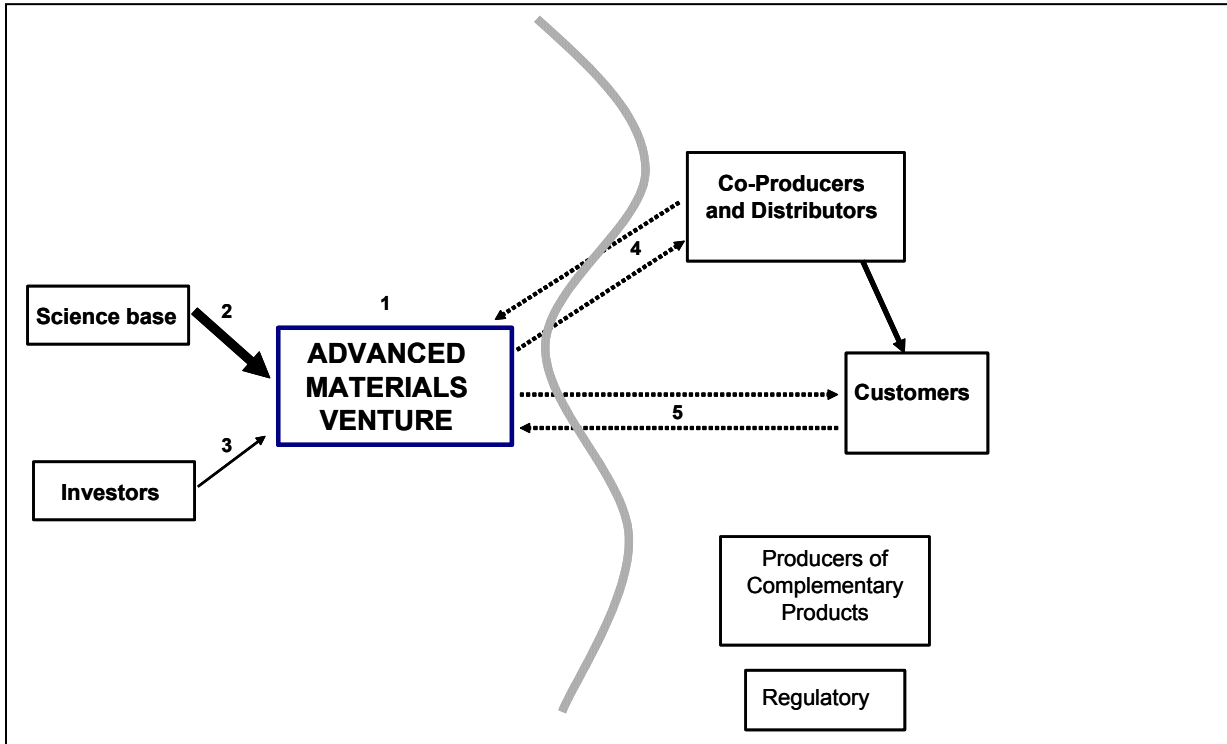 Co-Producers
and Distributors
4
Science base
2
1
ADVANCED
MATERIALS
VENTURE
Customers
5
3
Investors
Producers of
Complementary
Products
Regulatory